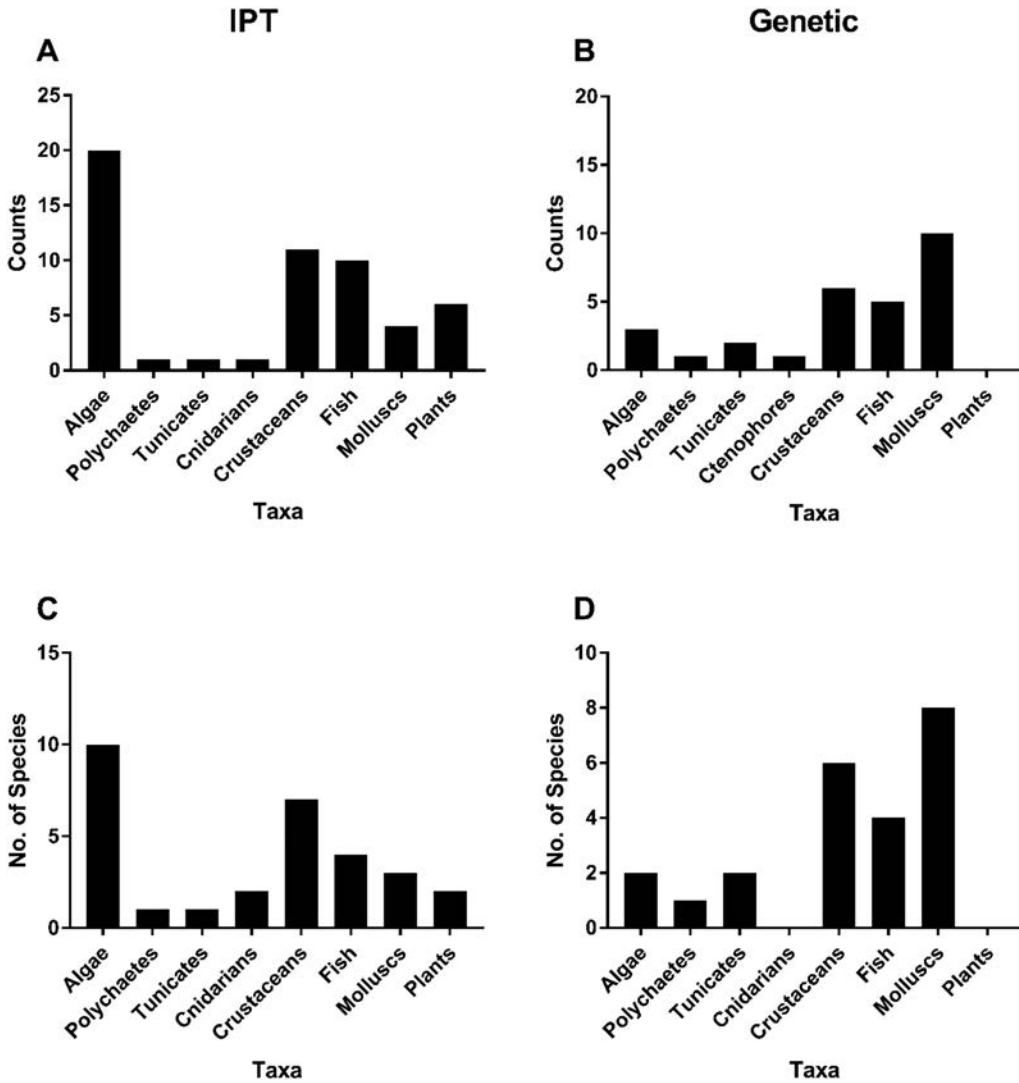 IPT
Genetic
A
25
20
15
10
5
0
Counts
Algae
Polychaetes
Tunicates
Cnidarians
Crustaceans
Fish
Molluscs
Plants
Taxa
B
20
15
10
5
0
Counts
Algae
Polychaetes
Tunicates
Ctenophores
Crustaceans
Fish
Molluscs
Plants
Taxa
C
15
10
5
0
No. of Species
Algae
Polychaetes
Tunicates
Cnidarians
Crustaceans
Fish
Molluscs
Plants
Taxa
D
10
8
6
4
2
0
No. of Species
Algae
Polychaetes
Tunicates
Cnidarians
Crustaceans
Fish
Molluscs
Plants
Taxa